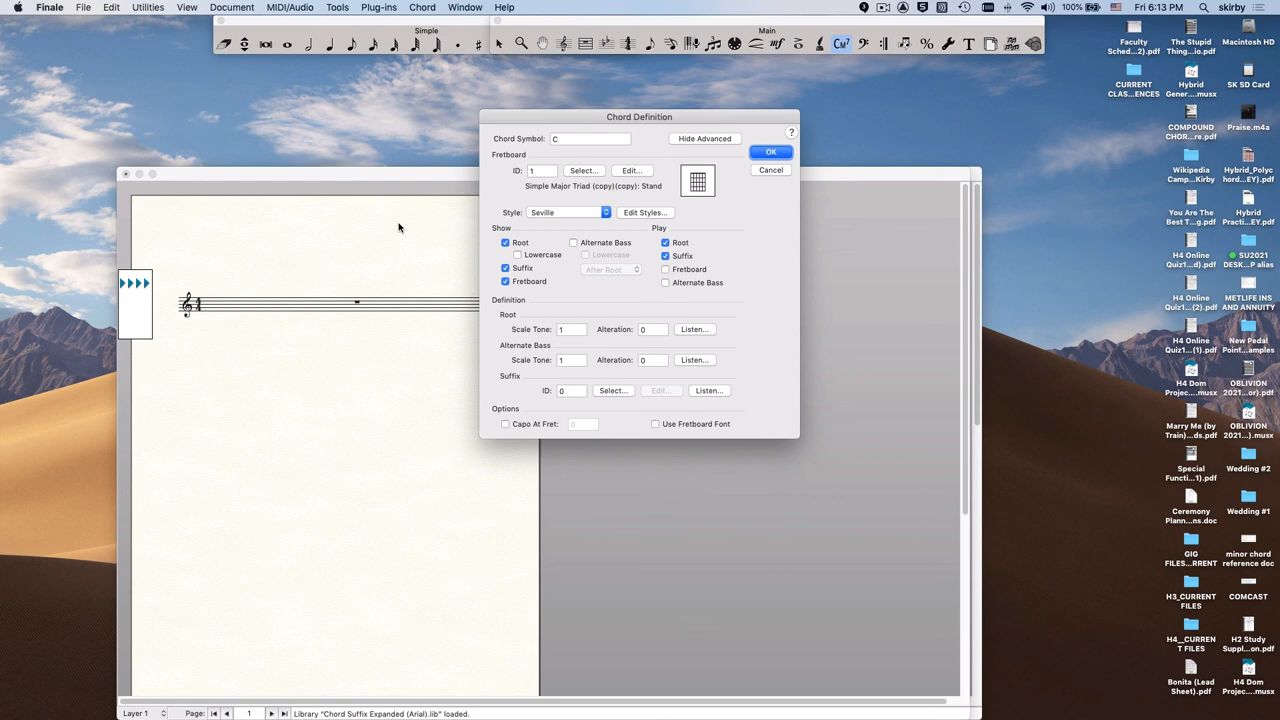 Finale File Edit Utilities View Document MIDI/Audio Tools Plug-ins Chord Window Help
100% Fri 6:13 PM skirby
Simple
Main
CM7
T
Chord Definition
Chord Symbol: C
Hide Advanced
?
Fretboard
OK
ID: 1 Select... Edit...
Cancel
Simple Major Triad (copy)(copy): Stand
Style: Seville Edit Styles...
Show Play
Root Alternate Bass Root
Lowercase Lowercase Suffix
Suffix After Root Fretboard
Fretboard Alternate Bass
Definition
Root
Scale Tone: 1 Alteration: 0 Listen...
Alternate Bass
Scale Tone: 1 Alteration: 0 Listen...
Suffix
ID: 0 Select... Edit... Listen...
Options
Capo At Fret: 0 Use Fretboard Font
Layer 1 Page: 1 Library "Chord Suffix Expanded (Arial).lib" loaded.
Faculty
Sched...2).pdf
The Stupid
Thing...io.pdf
Macintosh HD
CURRENT
CLAS...ENCES
Hybrid
Gener....musx
SK SD Card
COMPOUND
CHOR...re.pdf
Praise.m4a
Wikipedia
Camp...Kirby
Hybrid_Polyc
hord...EY).pdf
You Are The
Best T...g.pdf
Hybrid
Practi...EY).pdf
H4 Online
Quiz1...d).pdf
SU2021
DESK...P alias
H4 Online
Quiz1...(2).pdf
METLIFE INS
AND ANNUITY
H4 Online
Quiz1...(1).pdf
New Pedal
Point...amples
H4 Dom
Projec...EY.pdf
OBLIVION
2021...or).pdf
Marry Me (by
Train)...ds.pdf
OBLIVION
2021...).musx
Special
Functi...1).pdf
Wedding #2
Ceremony
Plann...ns.doc
Wedding #1
GIG
FILES...RRENT
minor chord
reference doc
H3_CURRENT
FILES
COMCAST
H4__CURREN
T FILES
H2 Study
Suppl...on.pdf
Bonita (Lead
Sheet).pdf
H4 Dom
Projec....musx